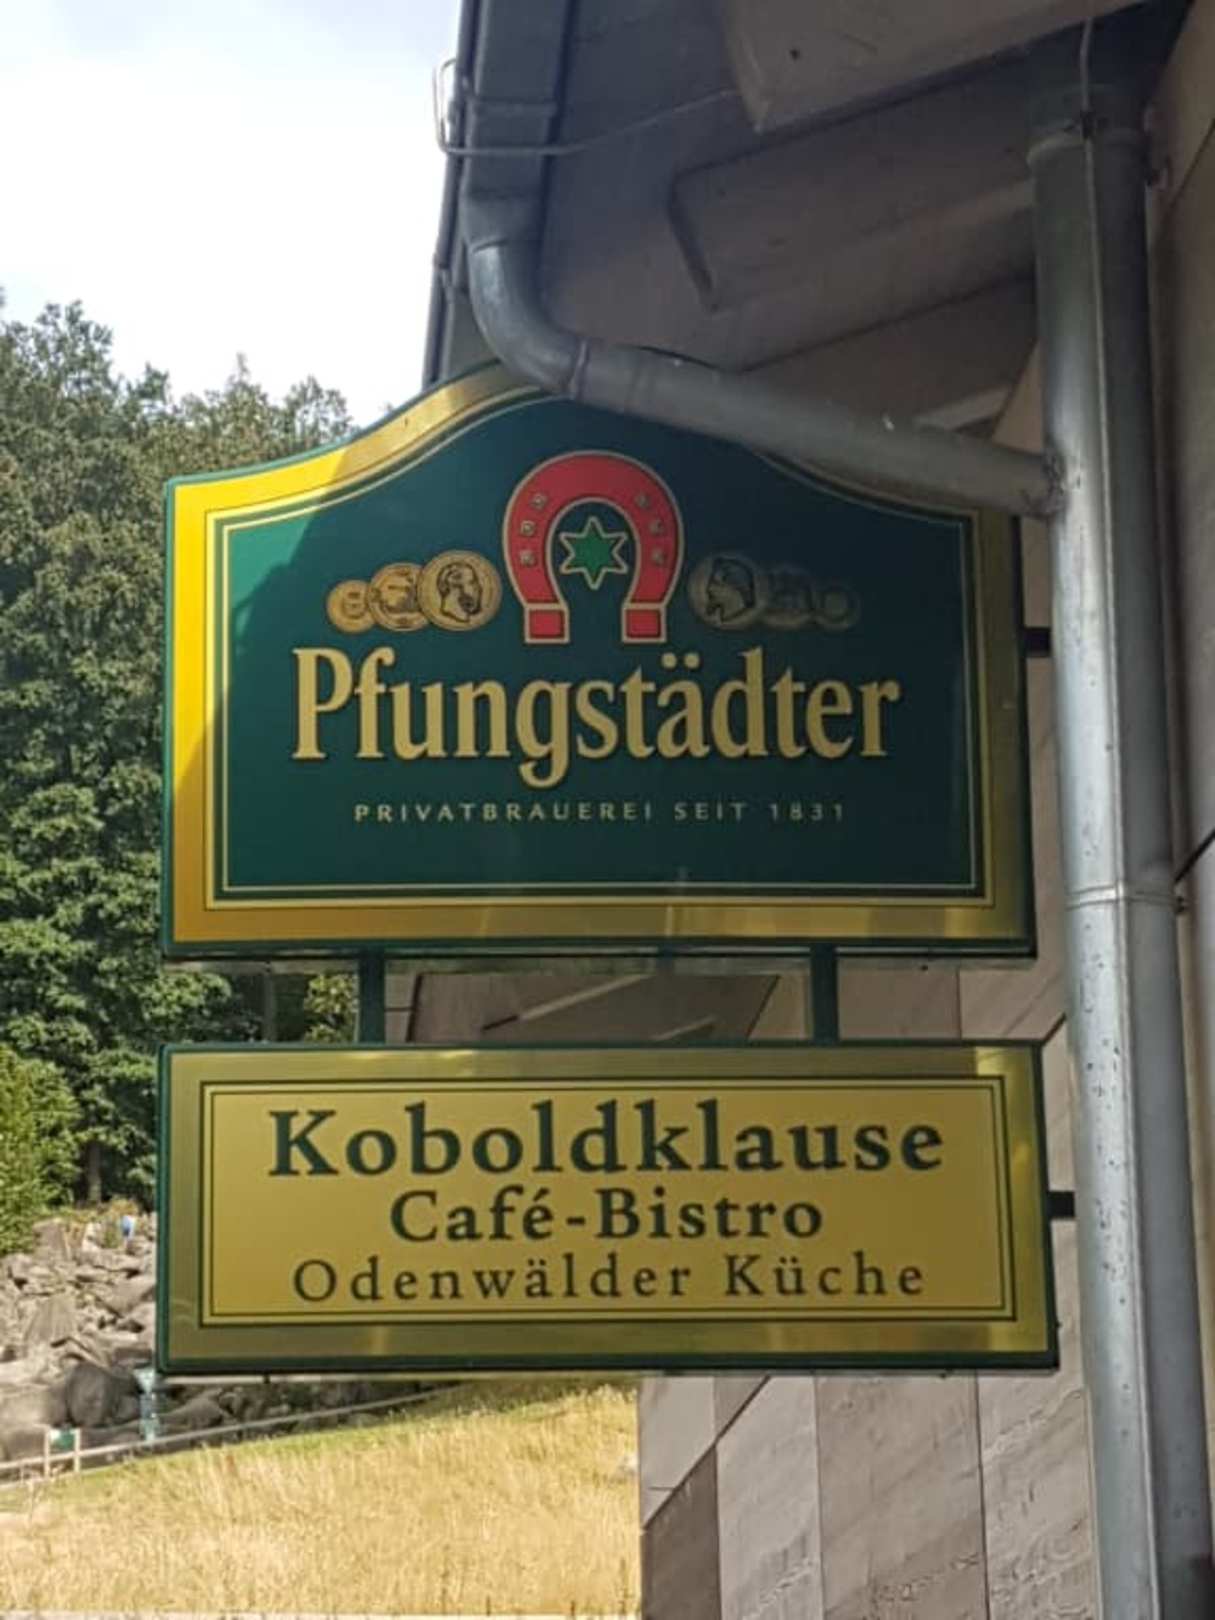 Pfungstädter
PRIVATBRAUEREI SEIT 1831
Koboldklause
Café-Bistro
Odenwälder Küche